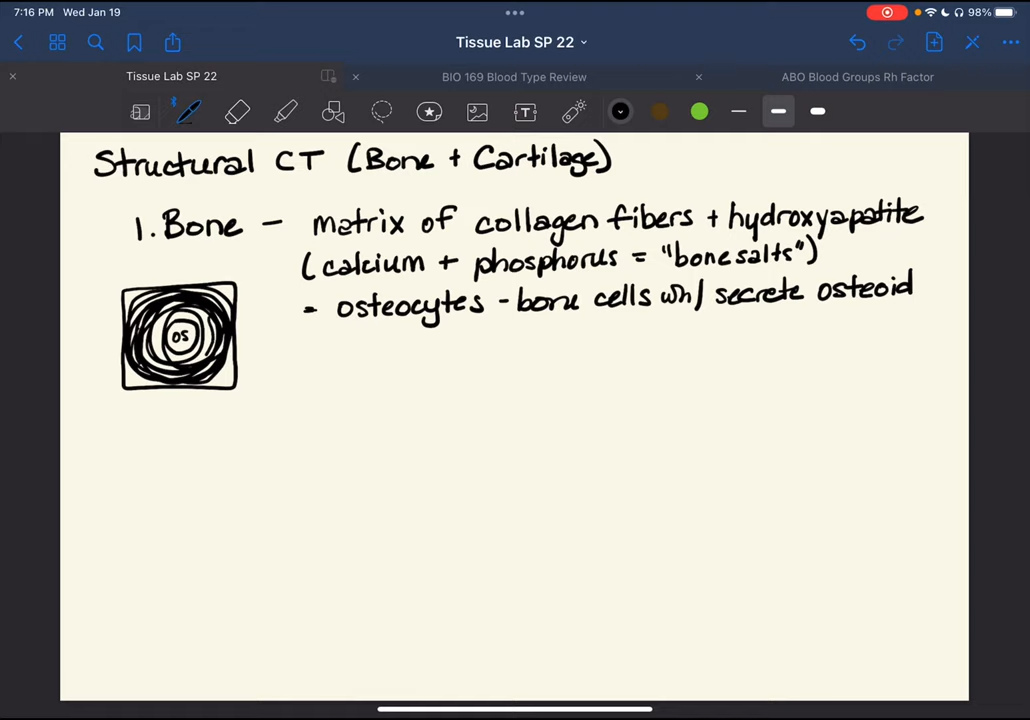 7:16 PM Wed Jan 19
98%
Tissue Lab SP 22
Tissue Lab SP 22
BIO 169 Blood Type Review
ABO Blood Groups Rh Factor
Structural CT (Bone + Cartilage)
1. Bone - matrix of collagen fibers + hydroxyapatite
(calcium + phosphorus = "bone salts")
= osteocytes - bone cells wh/ secrete osteoid
OS